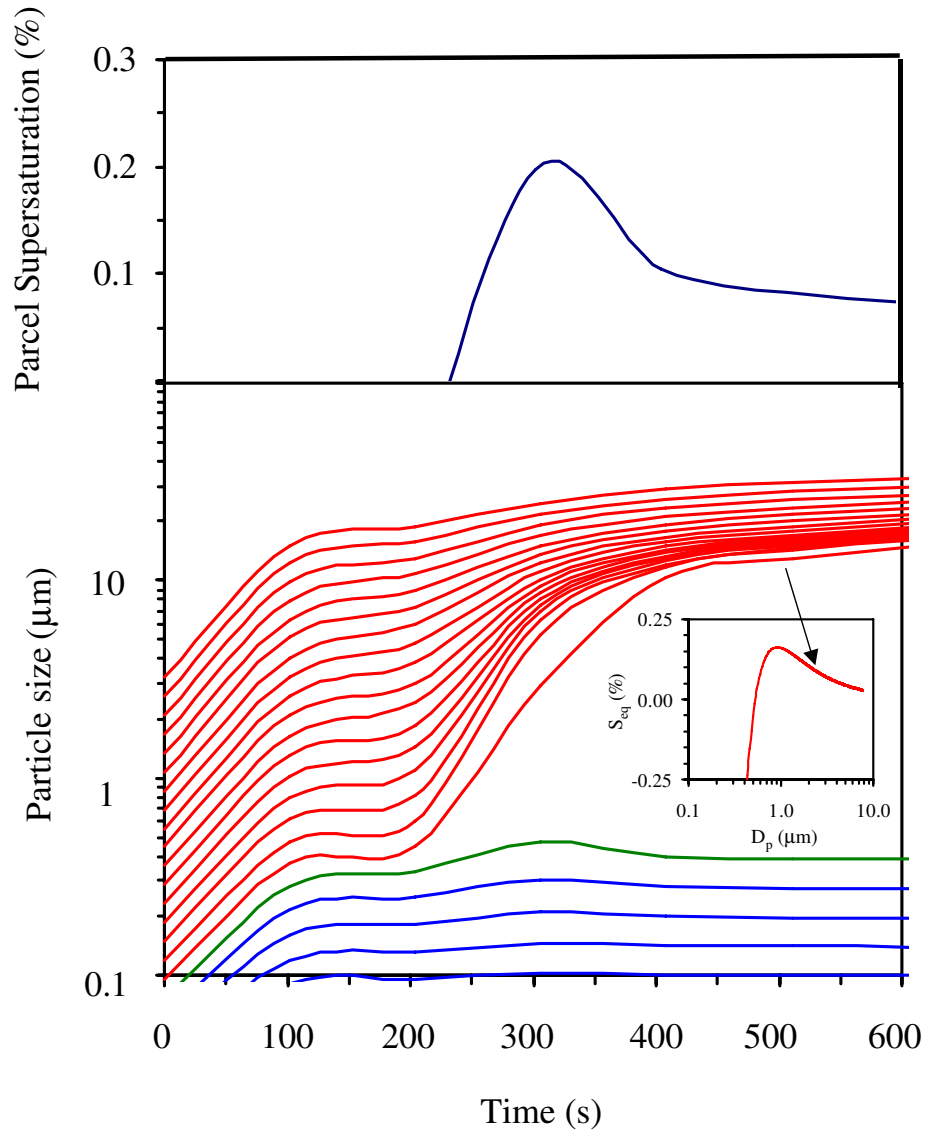 Parcel Supersaturation (%)
0.3
0.2
0.1
Particle size (μm)
10
1
0.1
0.25
0.00
-0.25
S_eq (%)
0.1 1.0 10.0
D_p (μm)
0 100 200 300 400 500 600
Time (s)